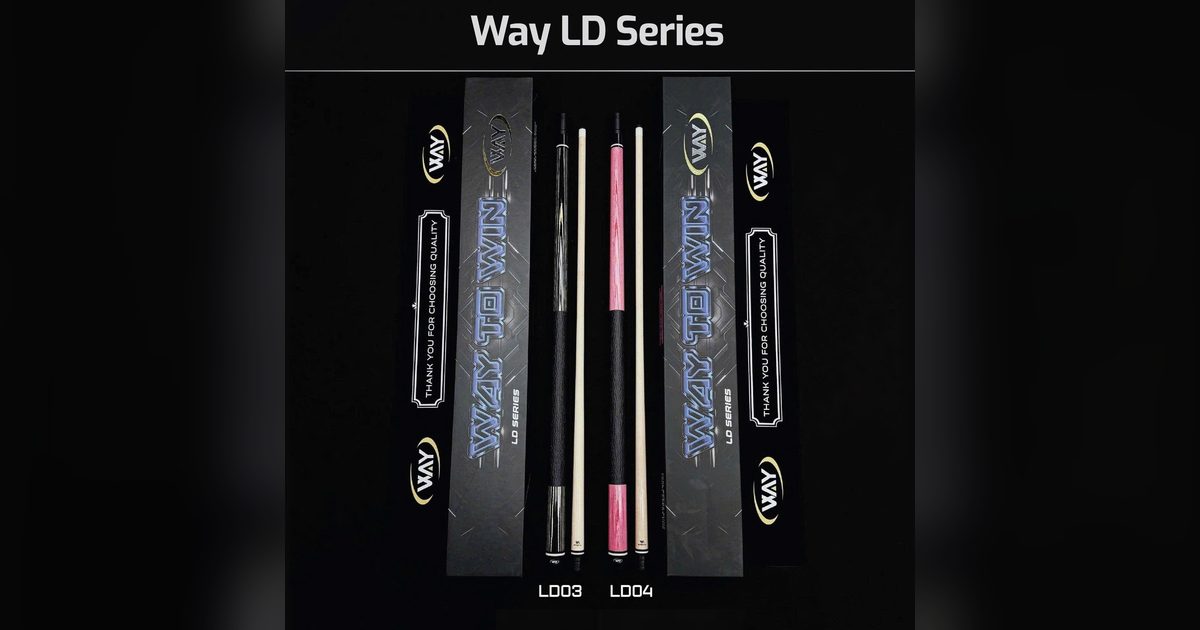 Way LD Series
WAY
THANK YOU FOR CHOOSING QUALITY
WAY
WAY
WAY TO WIN
LD SERIES
WAY
WAY TO WIN
LD SERIES
WAY
THANK YOU FOR CHOOSING QUALITY
WAY
LD03
LD04